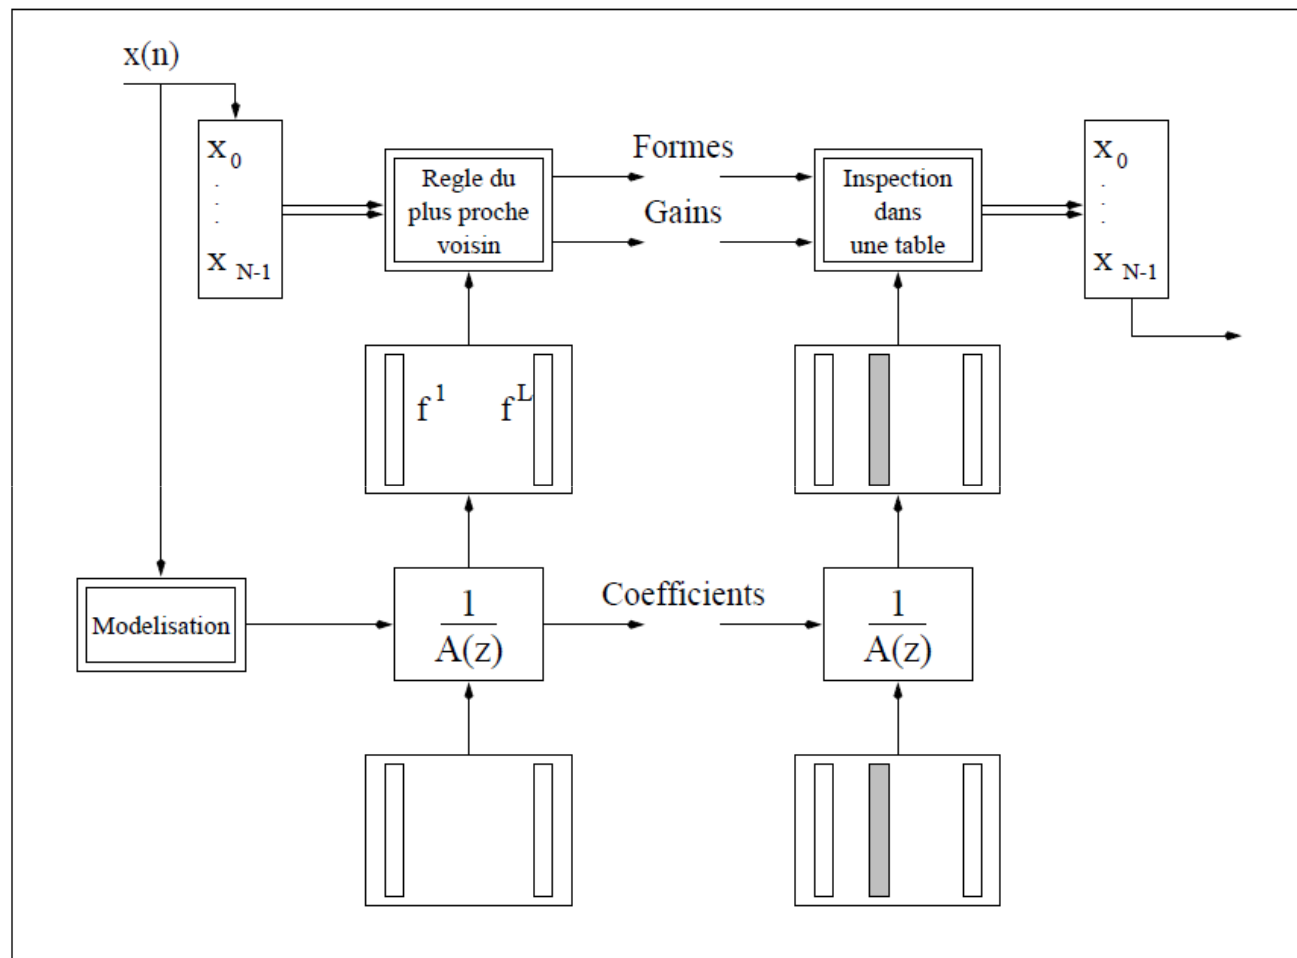 x(n)
x0
xN-1
Regle du
plus proche
voisin
Formes
Gains
Inspection
dans
une table
x0
xN-1
f1 fL
Modelisation
1
A(z)
Coefficients
1
A(z)